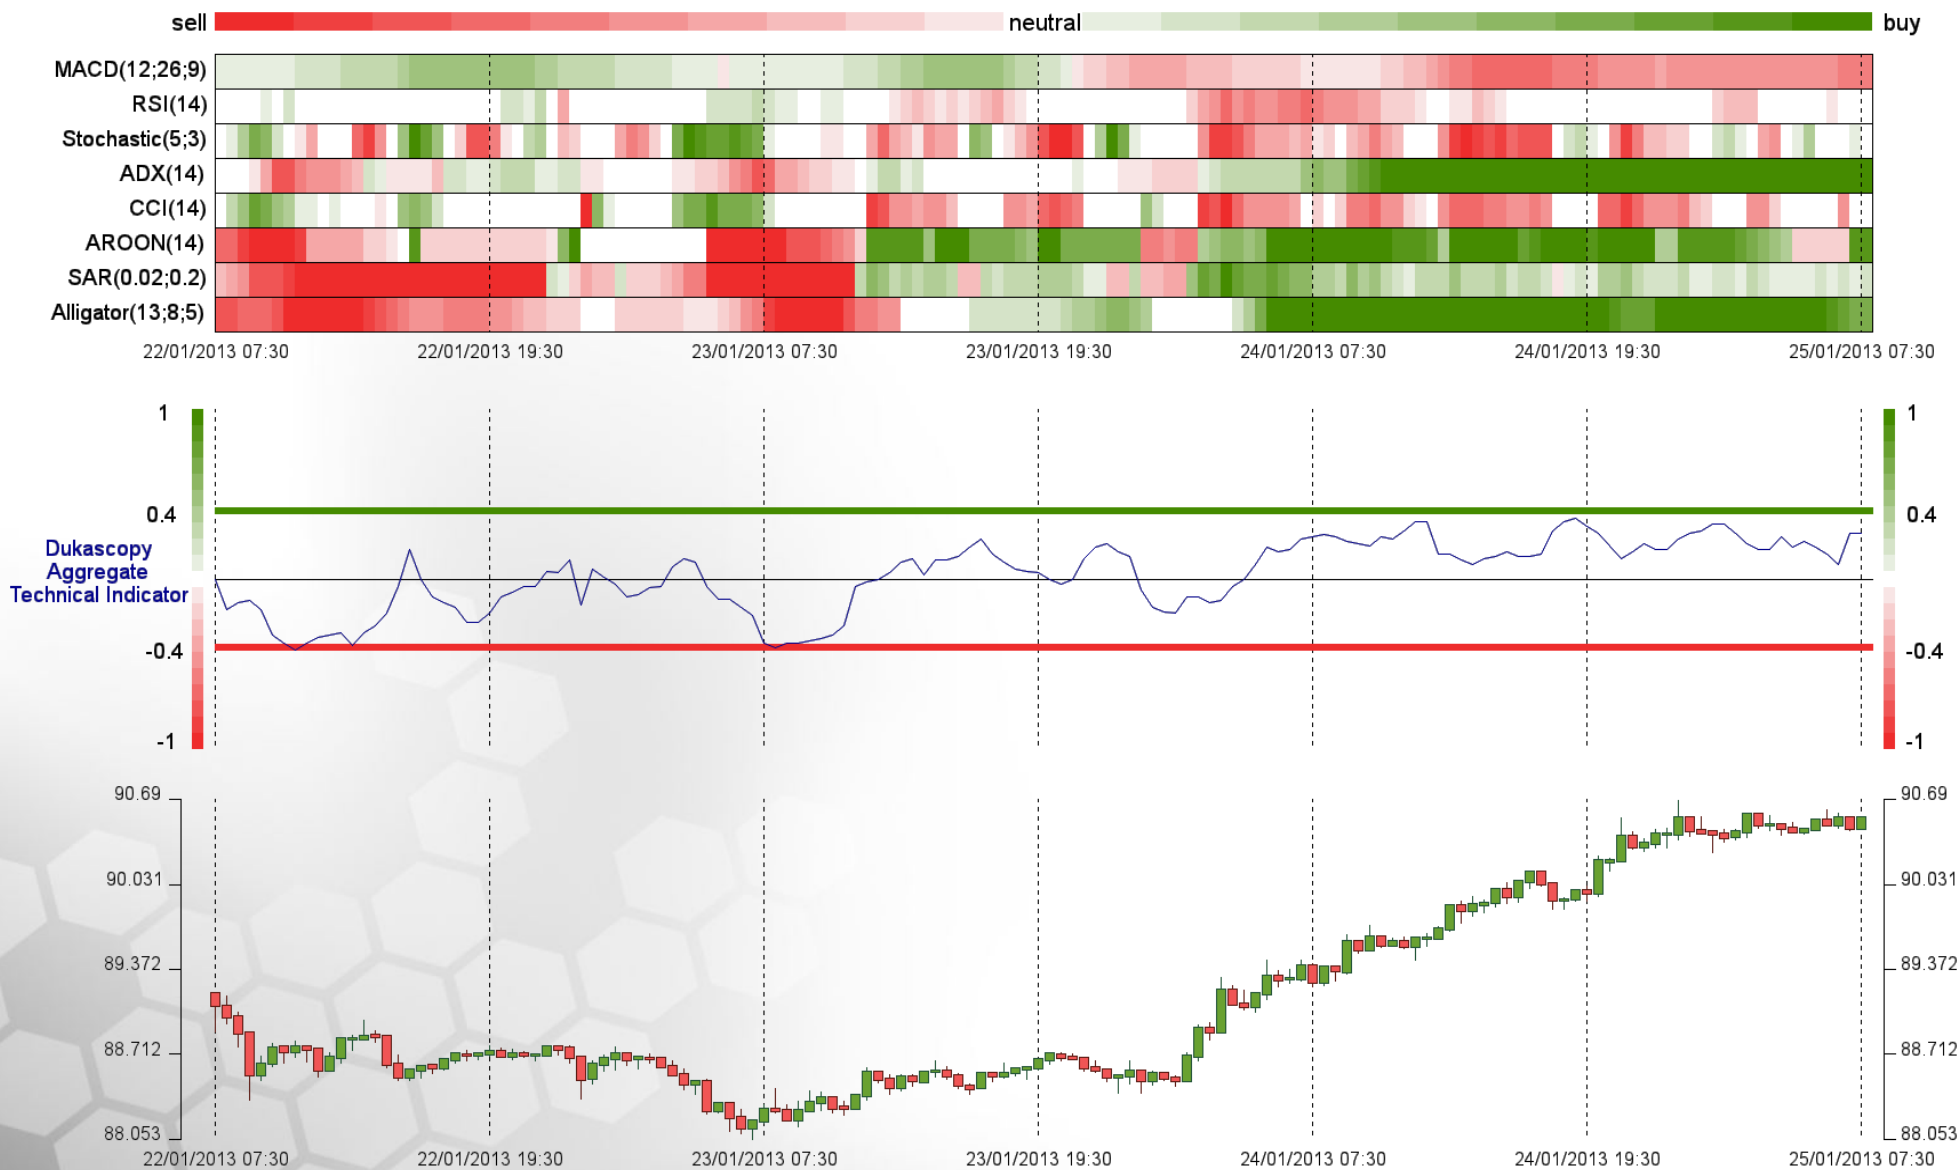 sell neutral buy
MACD(12;26;9)
RSI(14)
Stochastic(5;3)
ADX(14)
CCI(14)
AROON(14)
SAR(0.02;0.2)
Alligator(13;8;5)
22/01/2013 07:30 22/01/2013 19:30 23/01/2013 07:30 23/01/2013 19:30 24/01/2013 07:30 24/01/2013 19:30 25/01/2013 07:30
1 1
0.4 0.4
Dukascopy
Aggregate
Technical Indicator
-0.4 -0.4
-1 -1
90.69 90.69
90.031 90.031
89.372 89.372
88.712 88.712
88.053 88.053
22/01/2013 07:30 22/01/2013 19:30 23/01/2013 07:30 23/01/2013 19:30 24/01/2013 07:30 24/01/2013 19:30 25/01/2013 07:30